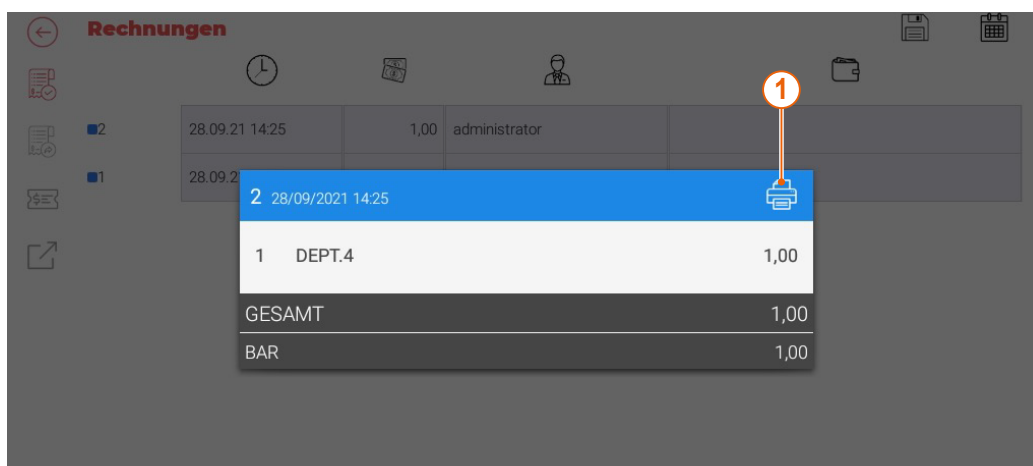 Rechnungen
1
2 28.09.21 14:25 1,00 administrator
1 28.09.2
2 28/09/2021 14:25
1 DEPT.4 1,00
GESAMT 1,00
BAR 1,00